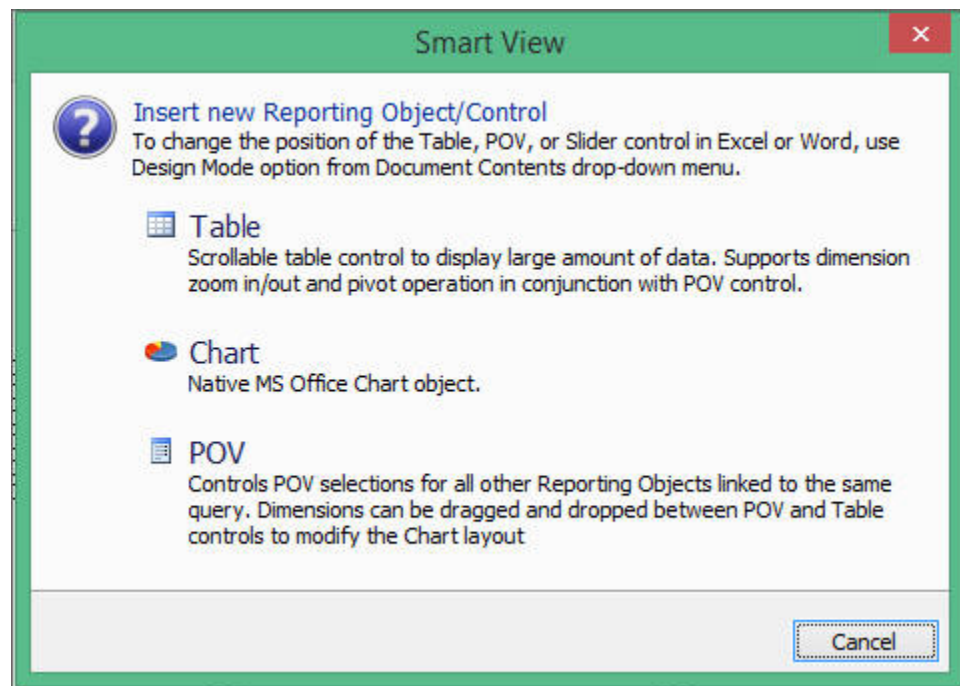 Smart View
Insert new Reporting Object/Control
To change the position of the Table, POV, or Slider control in Excel or Word, use
Design Mode option from Document Contents drop-down menu.
Table
Scrollable table control to display large amount of data. Supports dimension
zoom in/out and pivot operation in conjunction with POV control.
Chart
Native MS Office Chart object.
POV
Controls POV selections for all other Reporting Objects linked to the same
query. Dimensions can be dragged and dropped between POV and Table
controls to modify the Chart layout
Cancel